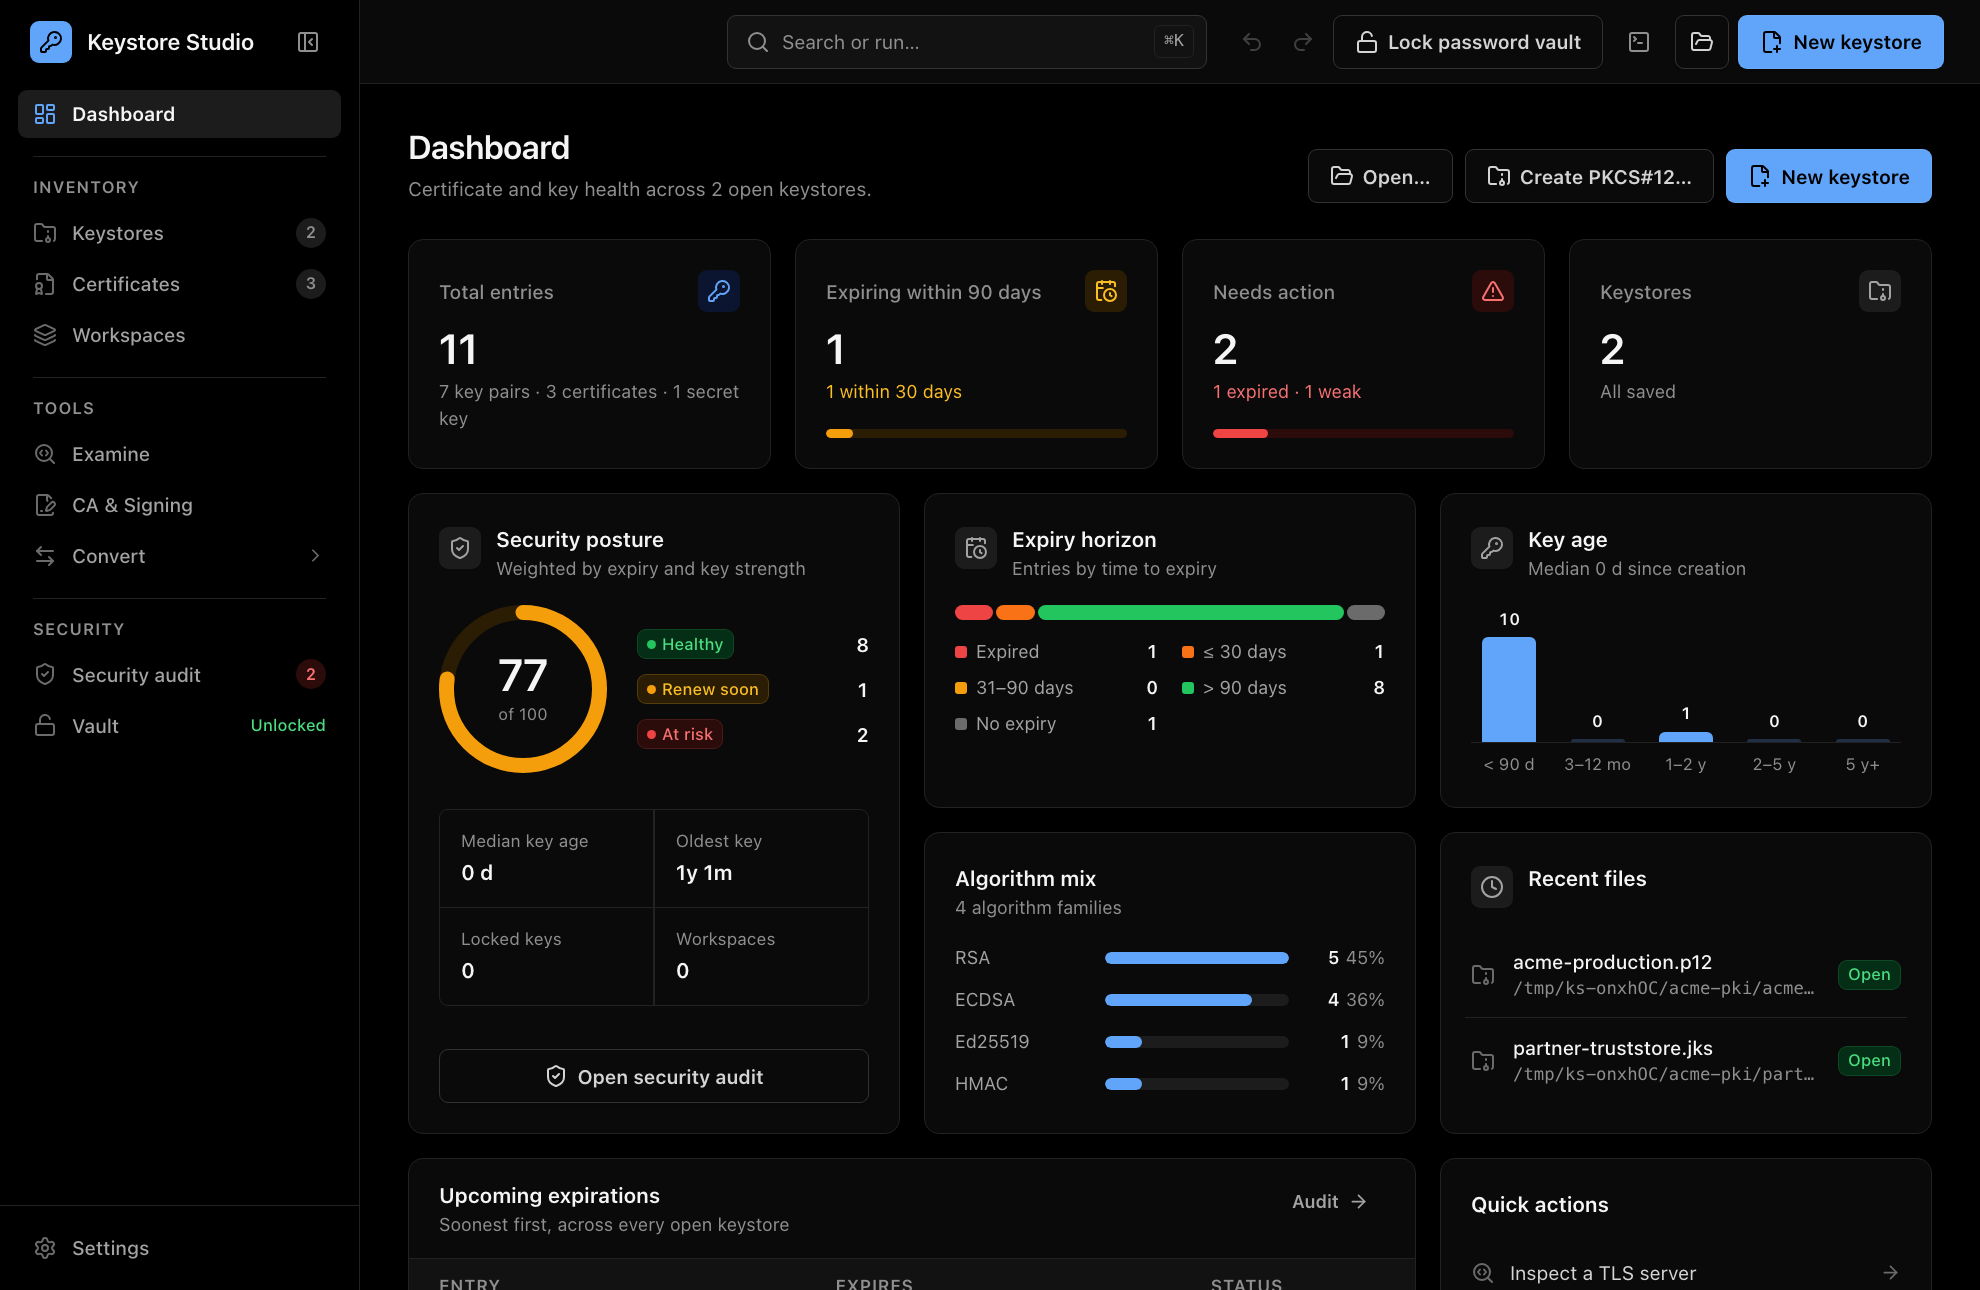 Keystore Studio
Search or run...
⌘K
Lock password vault
New keystore
Dashboard
INVENTORY
Keystores 2
Certificates 3
Workspaces
TOOLS
Examine
CA & Signing
Convert
SECURITY
Security audit 2
Vault Unlocked
Settings
Dashboard
Certificate and key health across 2 open keystores.
Open...
Create PKCS#12...
New keystore
Total entries
11
7 key pairs · 3 certificates · 1 secret
key
Expiring within 90 days
1
1 within 30 days
Needs action
2
1 expired · 1 weak
Keystores
2
All saved
Security posture
Weighted by expiry and key strength
77
of 100
Healthy 8
Renew soon 1
At risk 2
Median key age
0 d
Oldest key
1y 1m
Locked keys
0
Workspaces
0
Open security audit
Expiry horizon
Entries by time to expiry
Expired 1
≤ 30 days 1
31–90 days 0
> 90 days 8
No expiry 1
Key age
Median 0 d since creation
10 0 1 0 0
< 90 d 3–12 mo 1–2 y 2–5 y 5 y+
Algorithm mix
4 algorithm families
RSA 5 45%
ECDSA 4 36%
Ed25519 1 9%
HMAC 1 9%
Recent files
acme-production.p12
/tmp/ks-onxhOC/acme-pki/acme…
Open
partner-truststore.jks
/tmp/ks-onxhOC/acme-pki/part…
Open
Upcoming expirations
Soonest first, across every open keystore
Audit
ENTRY EXPIRES STATUS
Quick actions
Inspect a TLS server